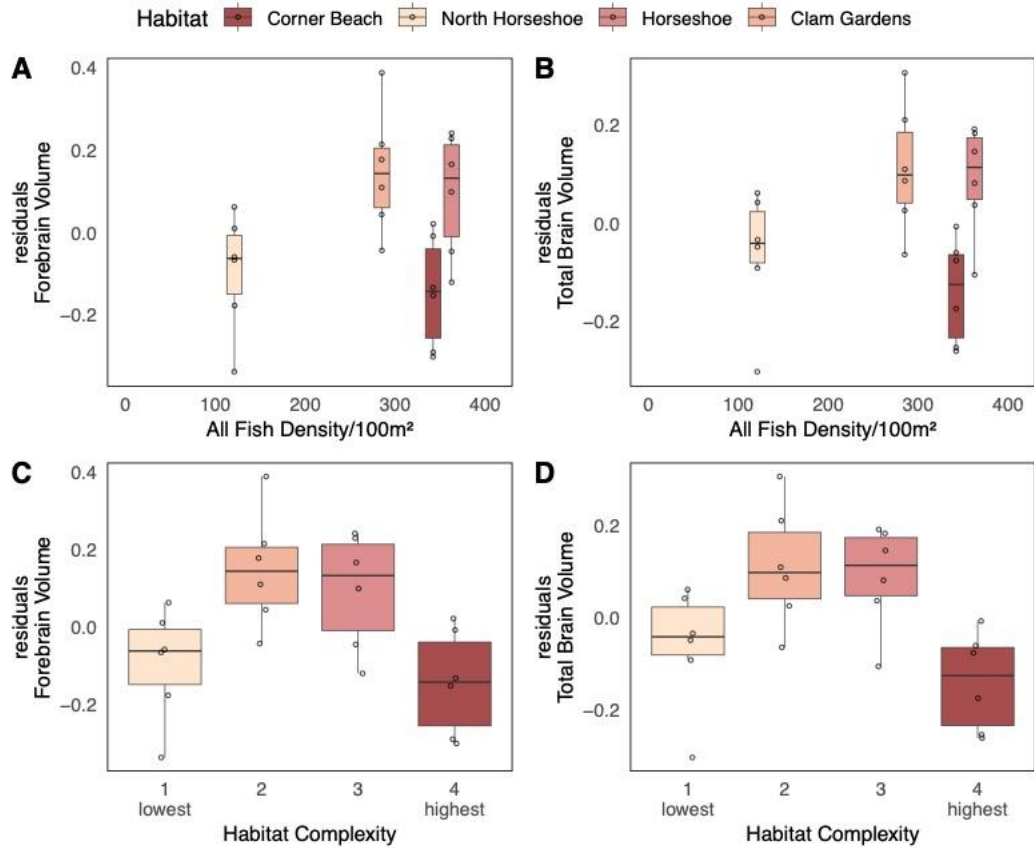 Habitat Corner Beach North Horseshoe Horseshoe Clam Gardens
A
0.4
0.2
0.0
−0.2
residuals
Forebrain Volume
0 100 200 300 400
All Fish Density/100m²
B
0.2
0.0
−0.2
residuals
Total Brain Volume
0 100 200 300 400
All Fish Density/100m²
C
0.4
0.2
0.0
−0.2
residuals
Forebrain Volume
1 2 3 4
lowest highest
Habitat Complexity
D
0.2
0.0
−0.2
residuals
Total Brain Volume
1 2 3 4
lowest highest
Habitat Complexity